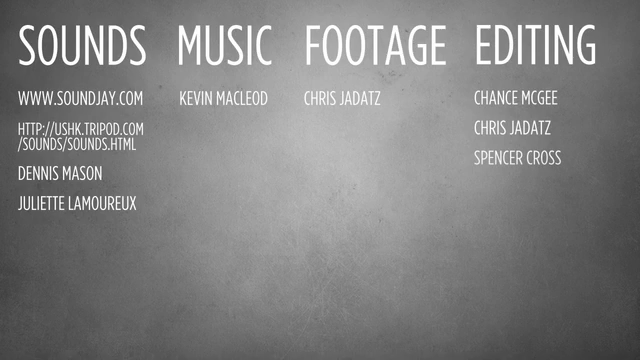 SOUNDS
WWW.SOUNDJAY.COM
HTTP://USHK.TRIPOD.COM
/SOUNDS/SOUNDS.HTML
DENNIS MASON
JULIETTE LAMOUREUX
MUSIC
KEVIN MACLEOD
FOOTAGE
CHRIS JADATZ
EDITING
CHANCE MCGEE
CHRIS JADATZ
SPENCER CROSS